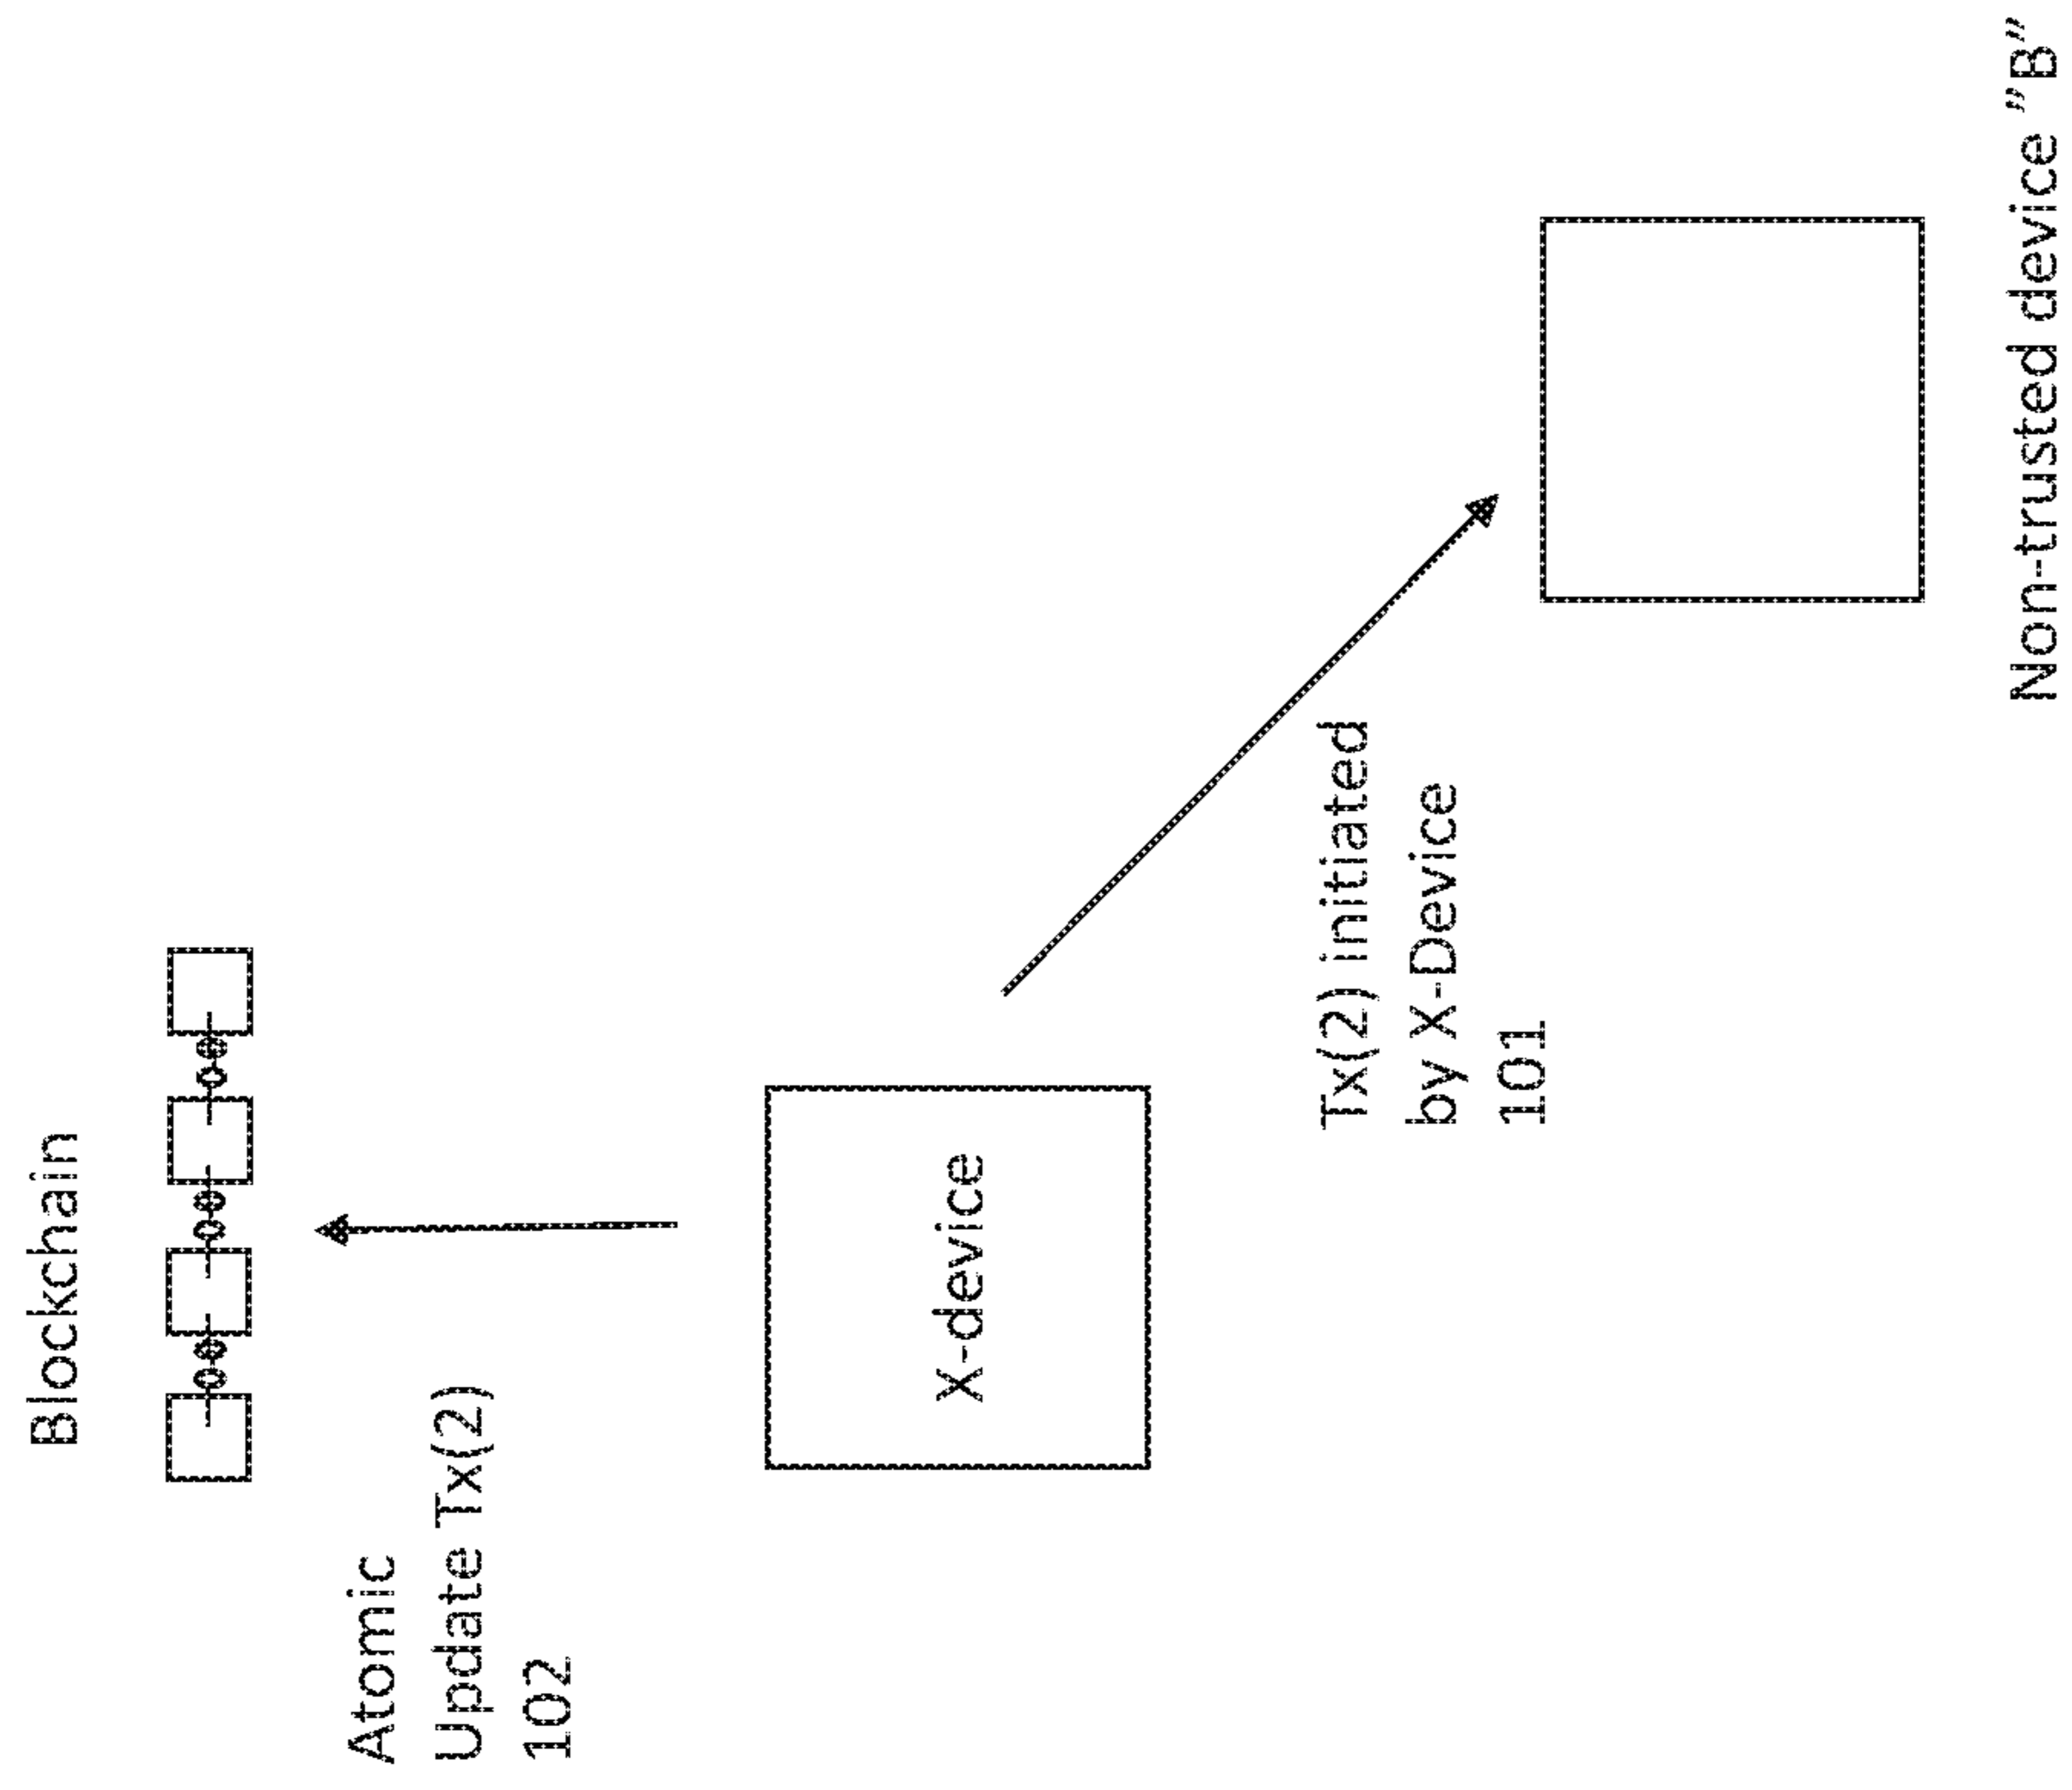 Blockchain
Atomic
Update Tx(2)
102
X-device
Tx(2) initiated
by X-Device
101
Non-trusted device "B"